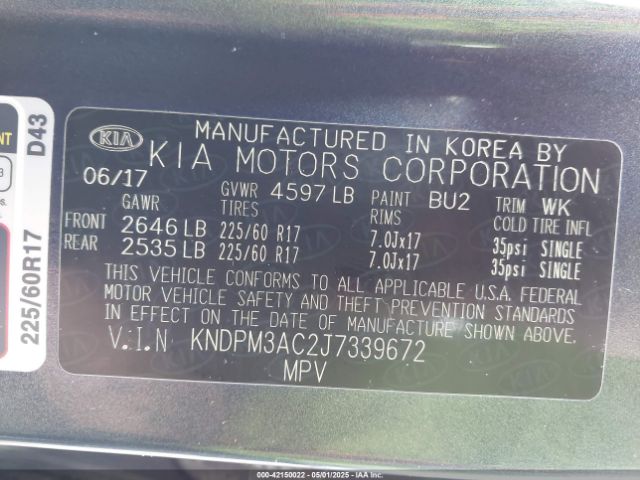 KIA
MANUFACTURED IN KOREA BY
KIA MOTORS CORPORATION
06/17 GVWR 4597 LB PAINT BU2 TRIM WK
GAWR TIRES RIMS COLD TIRE INFL
FRONT 2646 LB 225/60 R17 7.0Jx17 35psi SINGLE
REAR 2535 LB 225/60 R17 7.0Jx17 35psi SINGLE
THIS VEHICLE CONFORMS TO ALL APPLICABLE U.S.A. FEDERAL
MOTOR VEHICLE SAFETY AND THEFT PREVENTION STANDARDS
IN EFFECT ON THE DATE OF MANUFACTURE SHOWN ABOVE.
V.I.N KNDPM3AC2J7339672
MPV
D43
225/60R17
000-42150022 - 05/01/2025 - IAAI.COM